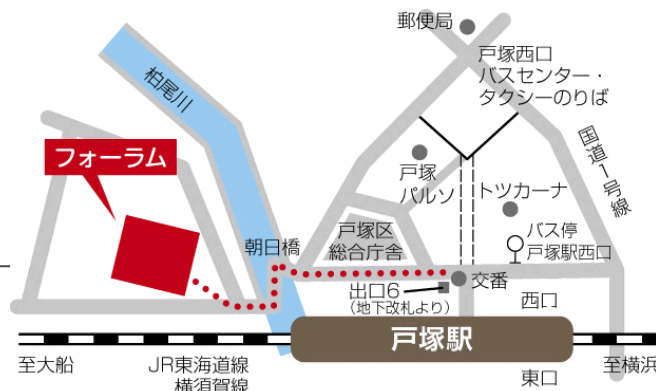 郵便局
戸塚西口
バスセンター・
タクシーのりば
柏尾川
国道1号線
フォーラム
戸塚
パルソ
トツカーナ
朝日橋
戸塚区
総合庁舎
バス停
戸塚駅西口
交番
出口6
(地下改札より)
西口
戸塚駅
至大船
JR東海道線
横須賀線
至横浜
東口